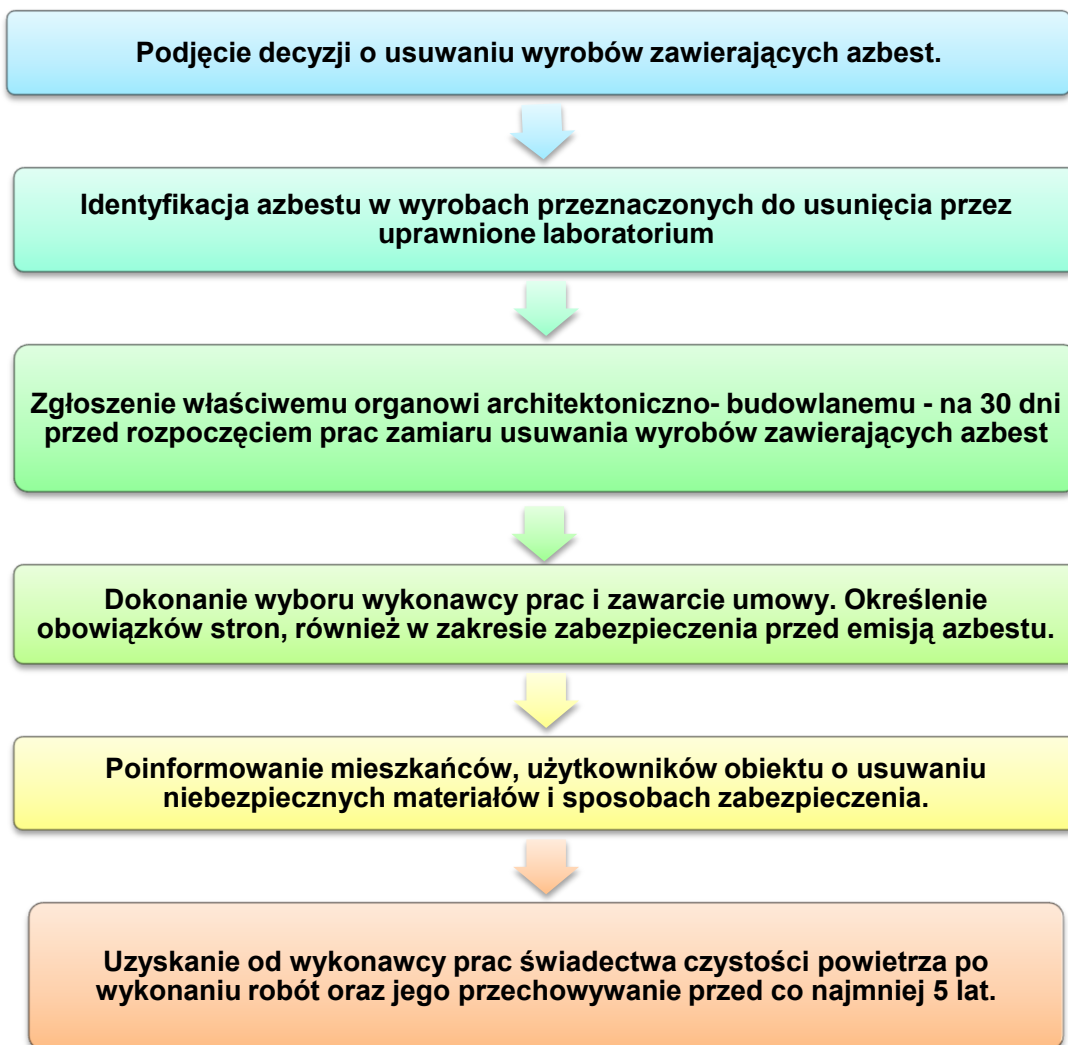 Podjęcie decyzji o usuwaniu wyrobów zawierających azbest.
Identyfikacja azbestu w wyrobach przeznaczonych do usunięcia przez
uprawnione laboratorium
Zgłoszenie właściwemu organowi architektoniczno- budowlanemu - na 30 dni
przed rozpoczęciem prac zamiaru usuwania wyrobów zawierających azbest
Dokonanie wyboru wykonawcy prac i zawarcie umowy. Określenie
obowiązków stron, również w zakresie zabezpieczenia przed emisją azbestu.
Poinformowanie mieszkańców, użytkowników obiektu o usuwaniu
niebezpiecznych materiałów i sposobach zabezpieczenia.
Uzyskanie od wykonawcy prac świadectwa czystości powietrza po
wykonaniu robót oraz jego przechowywanie przed co najmniej 5 lat.